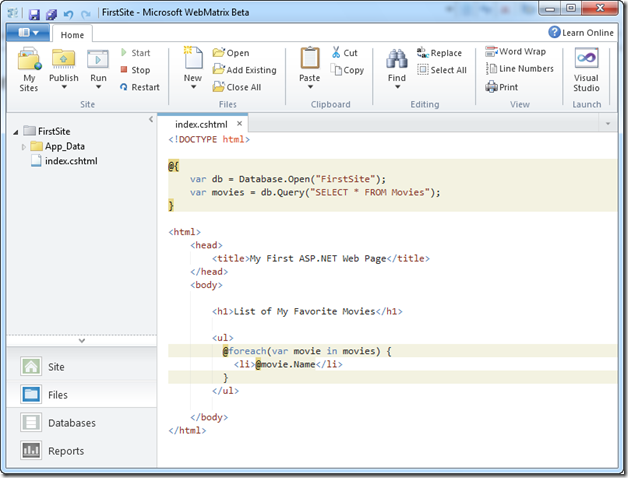 FirstSite - Microsoft WebMatrix Beta
Home
Learn Online
My Sites
Publish
Run
Start
Stop
Restart
Site
New
Open
Add Existing
Close All
Files
Paste
Cut
Copy
Clipboard
Find
Replace
Select All
Editing
Word Wrap
Line Numbers
Print
View
Visual Studio
Launch
FirstSite
App_Data
index.cshtml
Site
Files
Databases
Reports
index.cshtml
<!DOCTYPE html>
@{
var db = Database.Open("FirstSite");
var movies = db.Query("SELECT * FROM Movies");
}
<html>
<head>
<title>My First ASP.NET Web Page</title>
</head>
<body>
<h1>List of My Favorite Movies</h1>
<ul>
@foreach(var movie in movies) {
<li>@movie.Name</li>
}
</ul>
</body>
</html>